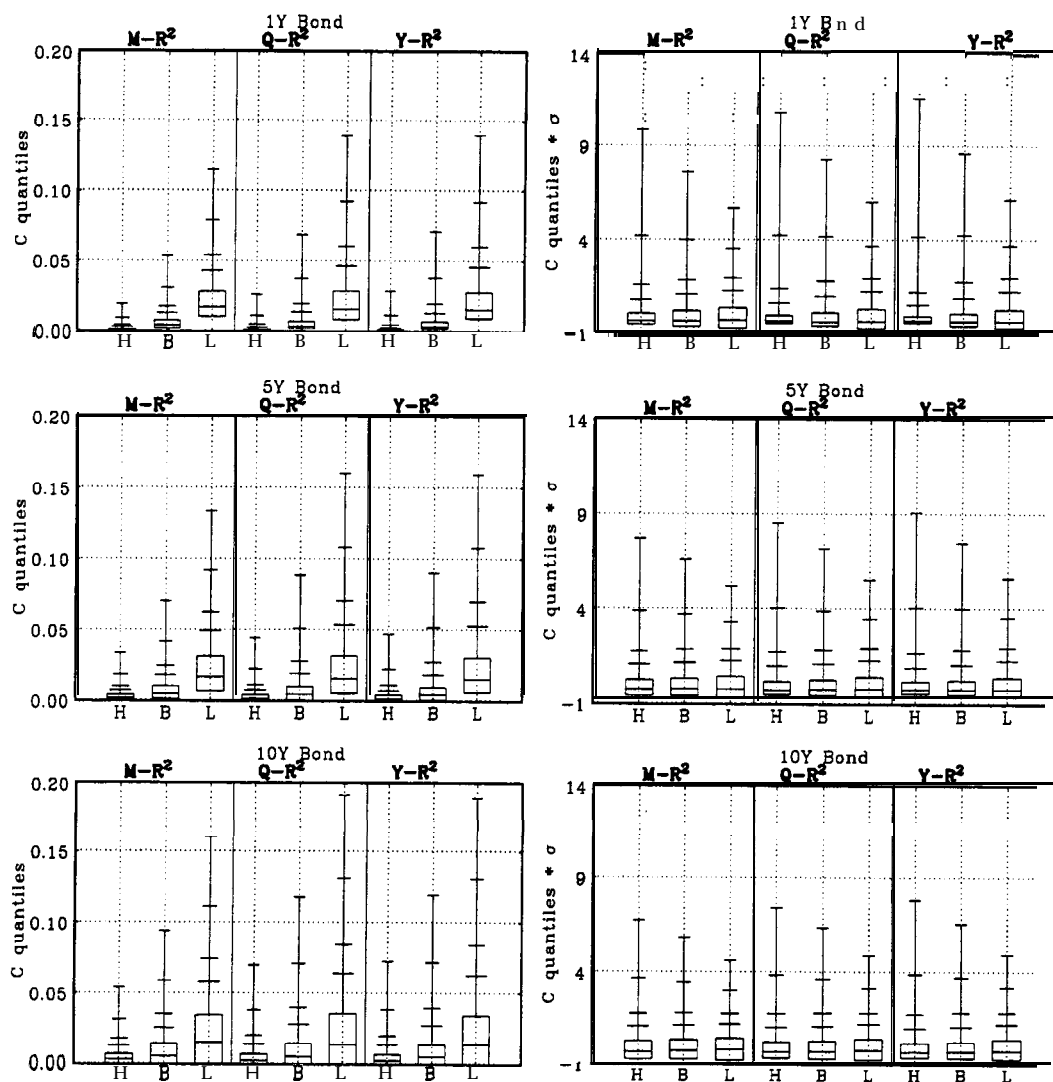 1Y Bond
M-R² Q-R² Y-R²
C quantiles
0.20
0.15
0.10
0.05
0.00
H B L H B L H B L
1Y B n d
M-R² Q-R² Y-R²
C quantiles * σ
14
9
4
-1
H B L H B L H B L
5Y Bond
M-R² Q-R² Y-R²
C quantiles
0.20
0.15
0.10
0.05
0.00
H B L H B L H B L
5Y Bond
M-R² Q-R² Y-R²
C quantiles * σ
14
9
4
-1
H B L H B L H B L
10Y Bond
M-R² Q-R² Y-R²
C quantiles
0.20
0.15
0.10
0.05
0.00
H B L H B L H B L
10Y Bond
M-R² Q-R² Y-R²
C quantiles * σ
14
9
4
-1
H B L H B L H B L